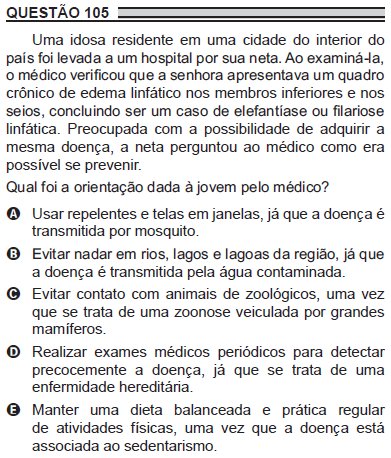 QUESTÃO 105
Uma idosa residente em uma cidade do interior do
país foi levada a um hospital por sua neta. Ao examiná-la,
o médico verificou que a senhora apresentava um quadro
crônico de edema linfático nos membros inferiores e nos
seios, concluindo ser um caso de elefantíase ou filariose
linfática. Preocupada com a possibilidade de adquirir a
mesma doença, a neta perguntou ao médico como era
possível se prevenir.
Qual foi a orientação dada à jovem pelo médico?
A Usar repelentes e telas em janelas, já que a doença é
transmitida por mosquito.
B Evitar nadar em rios, lagos e lagoas da região, já que
a doença é transmitida pela água contaminada.
C Evitar contato com animais de zoológicos, uma vez
que se trata de uma zoonose veiculada por grandes
mamíferos.
D Realizar exames médicos periódicos para detectar
precocemente a doença, já que se trata de uma
enfermidade hereditária.
E Manter uma dieta balanceada e prática regular
de atividades físicas, uma vez que a doença está
associada ao sedentarismo.